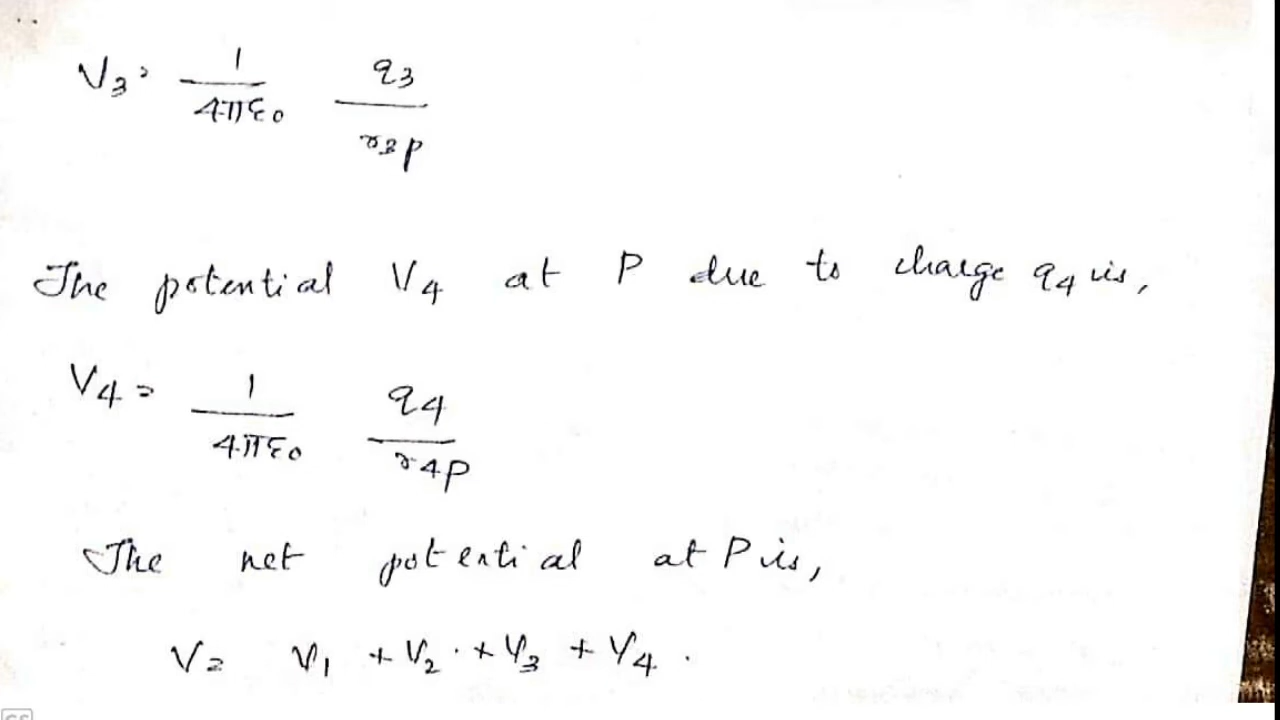 V3 = 1/4πε0 q3/r3p
The potential V4 at P due to charge q4 is,
V4 = 1/4πε0 q4/r4p
The net potential at P is,
V = V1 + V2 + V3 + V4.
CS